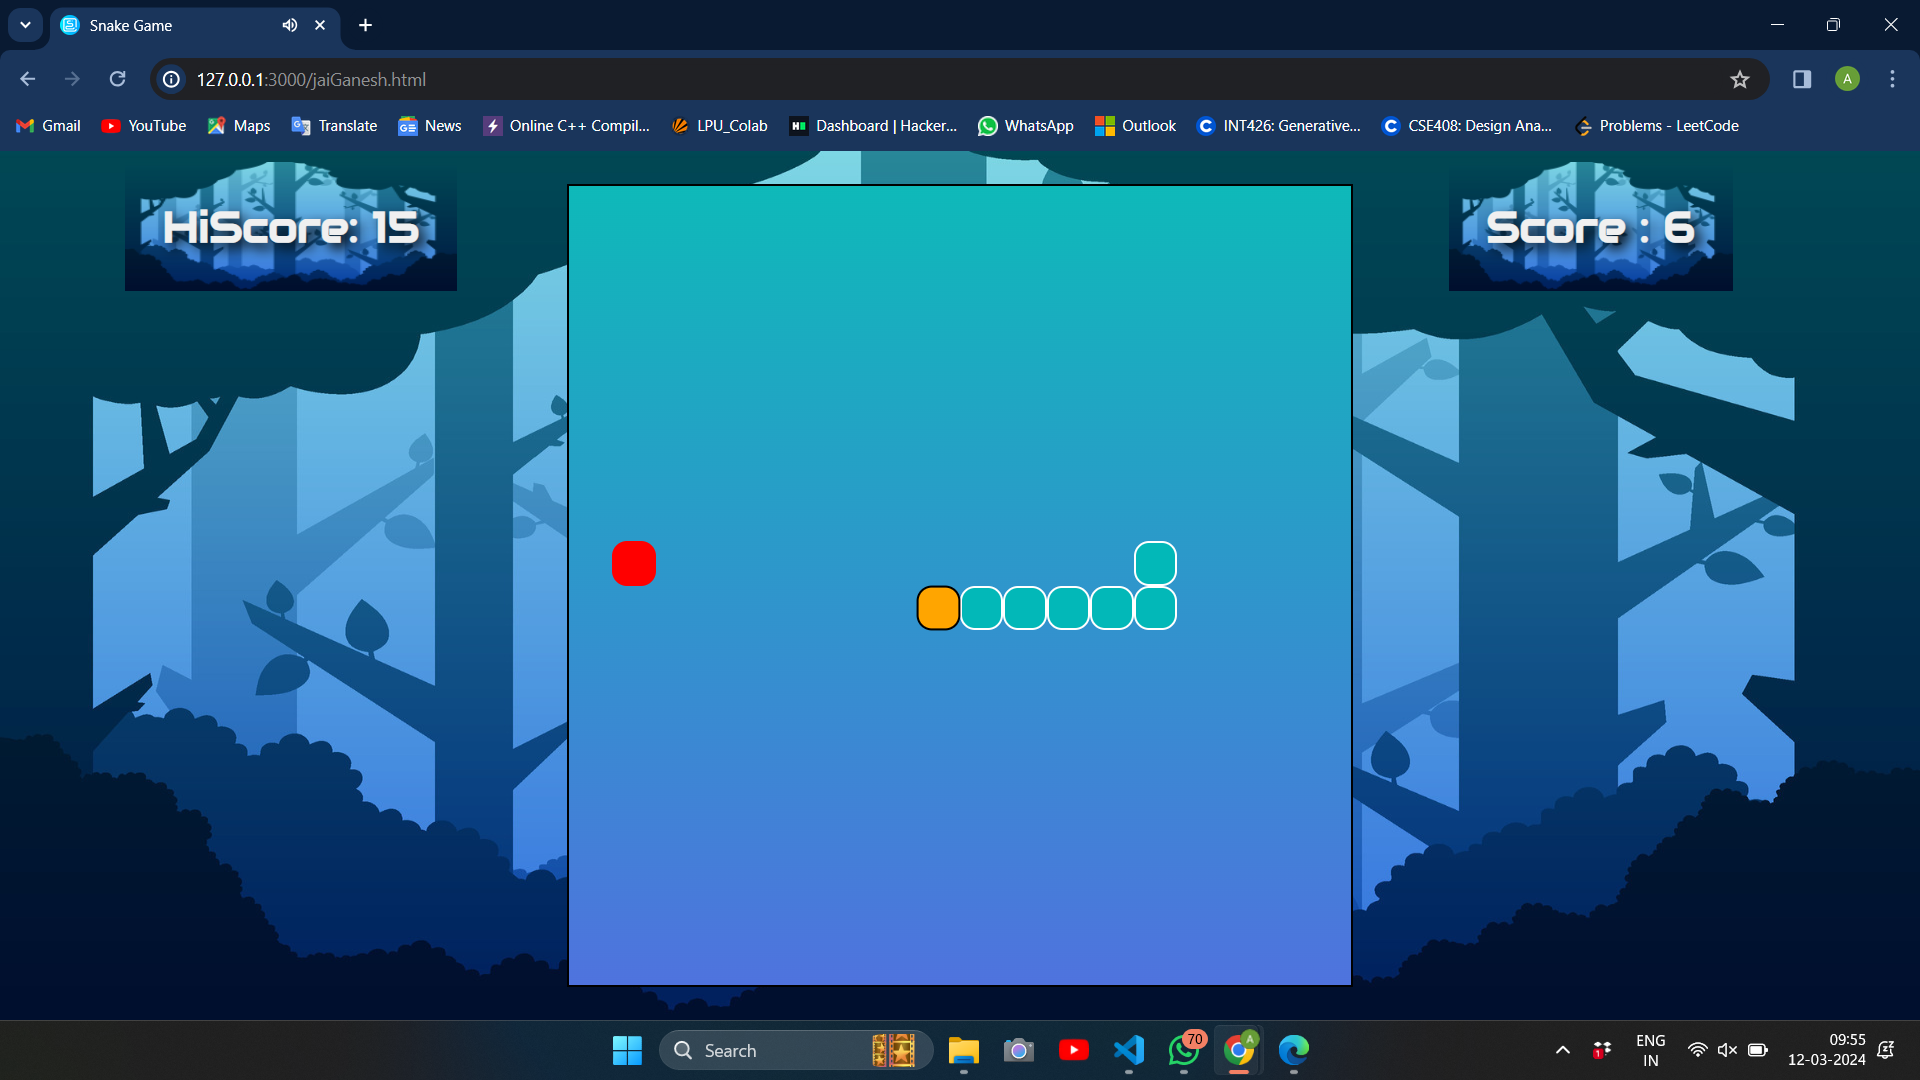 Snake Game
127.0.0.1:3000/jaiGanesh.html
A
Gmail YouTube Maps Translate News Online C++ Compil... LPU_Colab Dashboard | Hacker... WhatsApp Outlook INT426: Generative... CSE408: Design Ana... Problems - LeetCode
HiScore: 15
Score : 6
Search
70
A
1
ENG
IN
09:55
12-03-2024